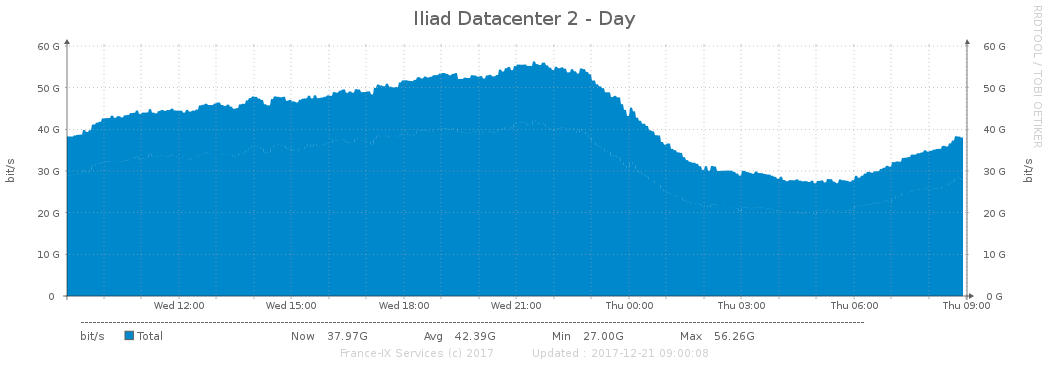 Iliad Datacenter 2 - Day
RRDTOOL / TOBI OETIKER
60 G 60 G
50 G 50 G
40 G 40 G
30 G 30 G
20 G 20 G
10 G 10 G
0 0 G
bit/s bit/s
Wed 12:00 Wed 15:00 Wed 18:00 Wed 21:00 Thu 00:00 Thu 03:00 Thu 06:00 Thu 09:00
bit/s Total Now 37.97G Avg 42.39G Min 27.00G Max 56.26G
France-IX Services (c) 2017 Updated : 2017-12-21 09:00:08